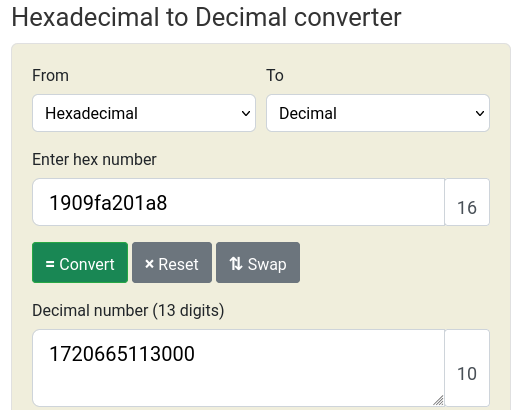 Hexadecimal to Decimal converter
From To
Hexadecimal Decimal
Enter hex number
1909fa201a8 16
= Convert × Reset ⇅ Swap
Decimal number (13 digits)
1720665113000
10